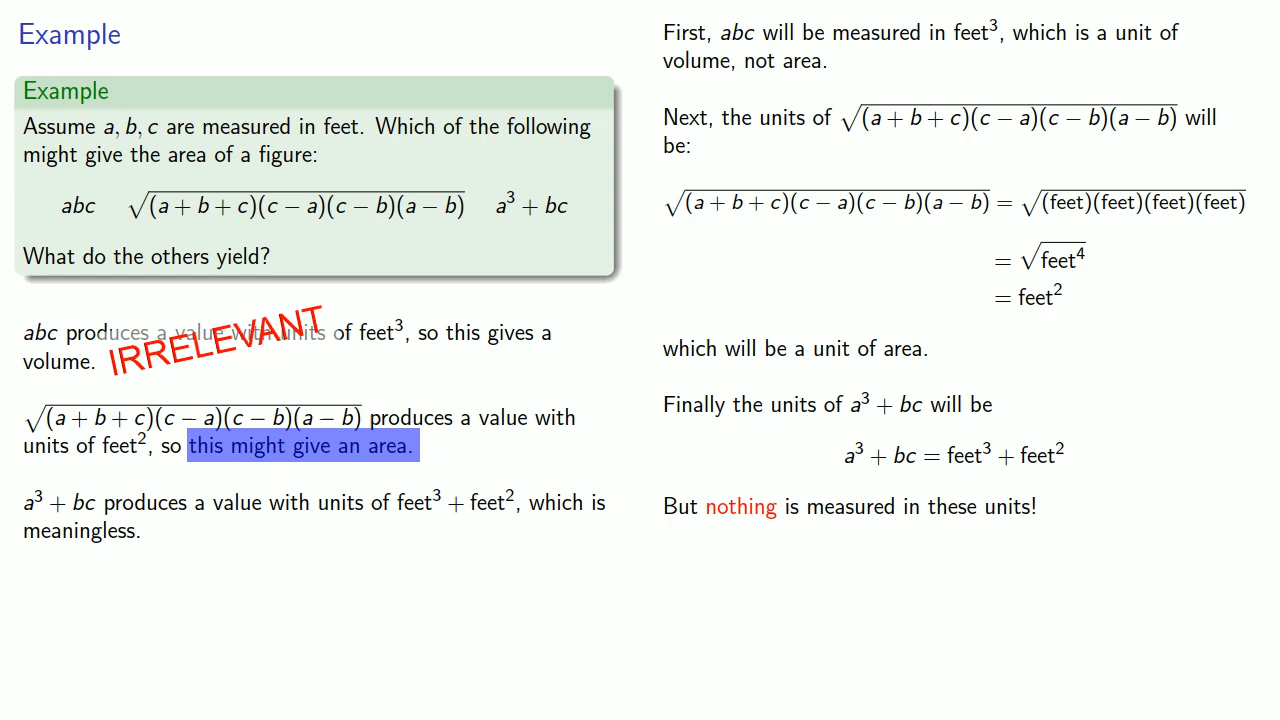 Example
Example
Assume a, b, c are measured in feet. Which of the following
might give the area of a figure:
abc √(a + b + c)(c − a)(c − b)(a − b) a³ + bc
What do the others yield?
abc produces a value with units of feet³, so this gives a
volume.
IRRELEVANT
√(a + b + c)(c − a)(c − b)(a − b) produces a value with
units of feet², so this might give an area.
a³ + bc produces a value with units of feet³ + feet², which is
meaningless.
First, abc will be measured in feet³, which is a unit of
volume, not area.
Next, the units of √(a + b + c)(c − a)(c − b)(a − b) will
be:
√(a + b + c)(c − a)(c − b)(a − b) = √(feet)(feet)(feet)(feet)
= √feet⁴
= feet²
which will be a unit of area.
Finally the units of a³ + bc will be
a³ + bc = feet³ + feet²
But nothing is measured in these units!